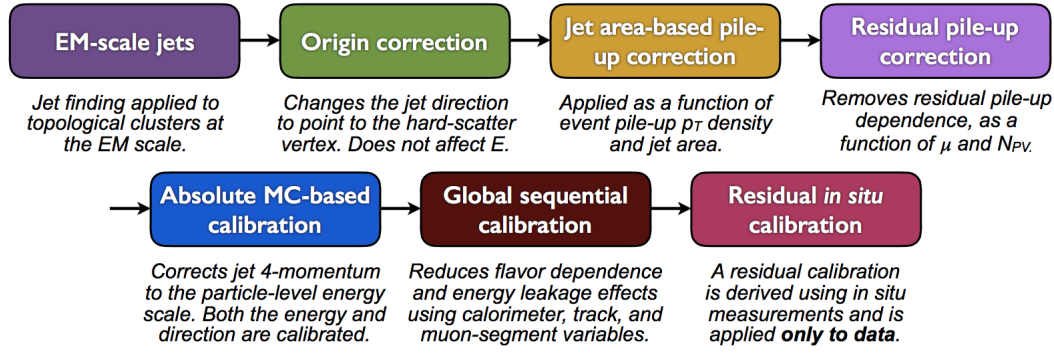 EM-scale jets
Jet finding applied to
topological clusters at
the EM scale.
Origin correction
Changes the jet direction
to point to the hard-scatter
vertex. Does not affect E.
Jet area-based pile-
up correction
Applied as a function of
event pile-up pT density
and jet area.
Residual pile-up
correction
Removes residual pile-up
dependence, as a
function of μ and NPV.
Absolute MC-based
calibration
Corrects jet 4-momentum
to the particle-level energy
scale. Both the energy and
direction are calibrated.
Global sequential
calibration
Reduces flavor dependence
and energy leakage effects
using calorimeter, track, and
muon-segment variables.
Residual in situ
calibration
A residual calibration
is derived using in situ
measurements and is
applied only to data.